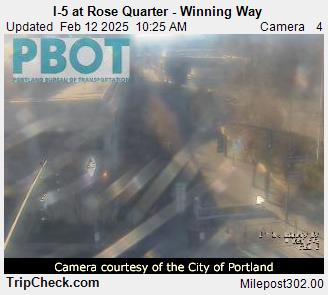 I-5 at Rose Quarter - Winning Way
Updated Feb 12 2025 10:25 AM Camera 4
PBOT
PORTLAND BUREAU OF TRANSPORTATION
Camera courtesy of the City of Portland
TripCheck.com Milepost302.00